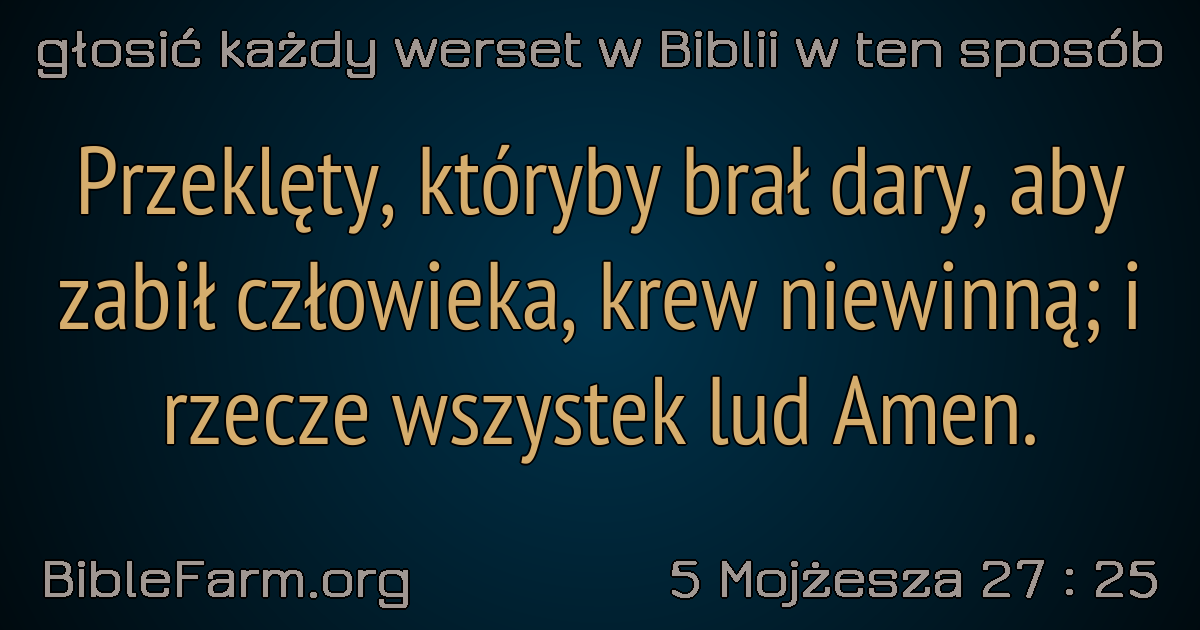 głosić każdy werset w Biblii w ten sposób
Przeklęty, któryby brał dary, aby
zabił człowieka, krew niewinną; i
rzecze wszystek lud Amen.
BibleFarm.org
5 Mojżesza 27 : 25